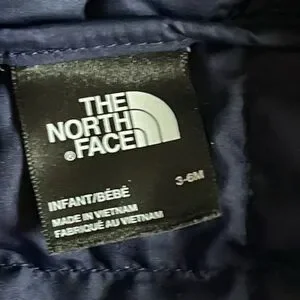 THE
NORTH
®FACE
3-6M
INFANT/BÉBÉ
MADE IN VIETNAM
FABRIQUÉ AU VIETNAM